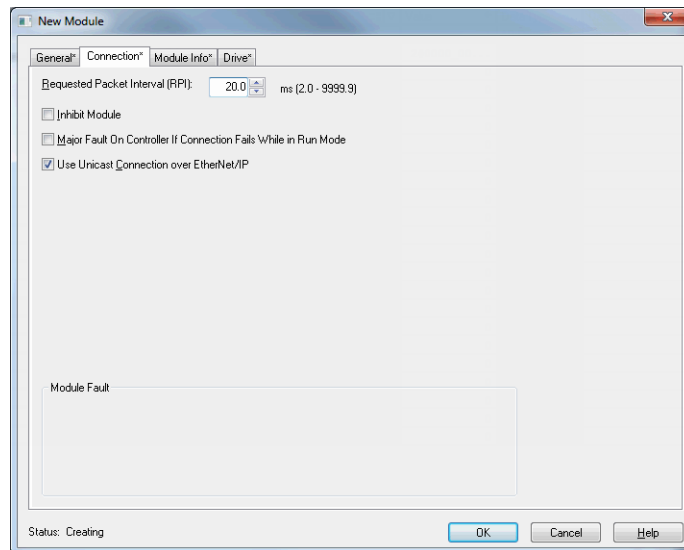 New Module
General* Connection* Module Info* Drive*
Requested Packet Interval (RPI): 20.0 ms (2.0 - 9999.9)
Inhibit Module
Major Fault On Controller If Connection Fails While in Run Mode
Use Unicast Connection over EtherNet/IP
Module Fault
Status: Creating OK Cancel Help